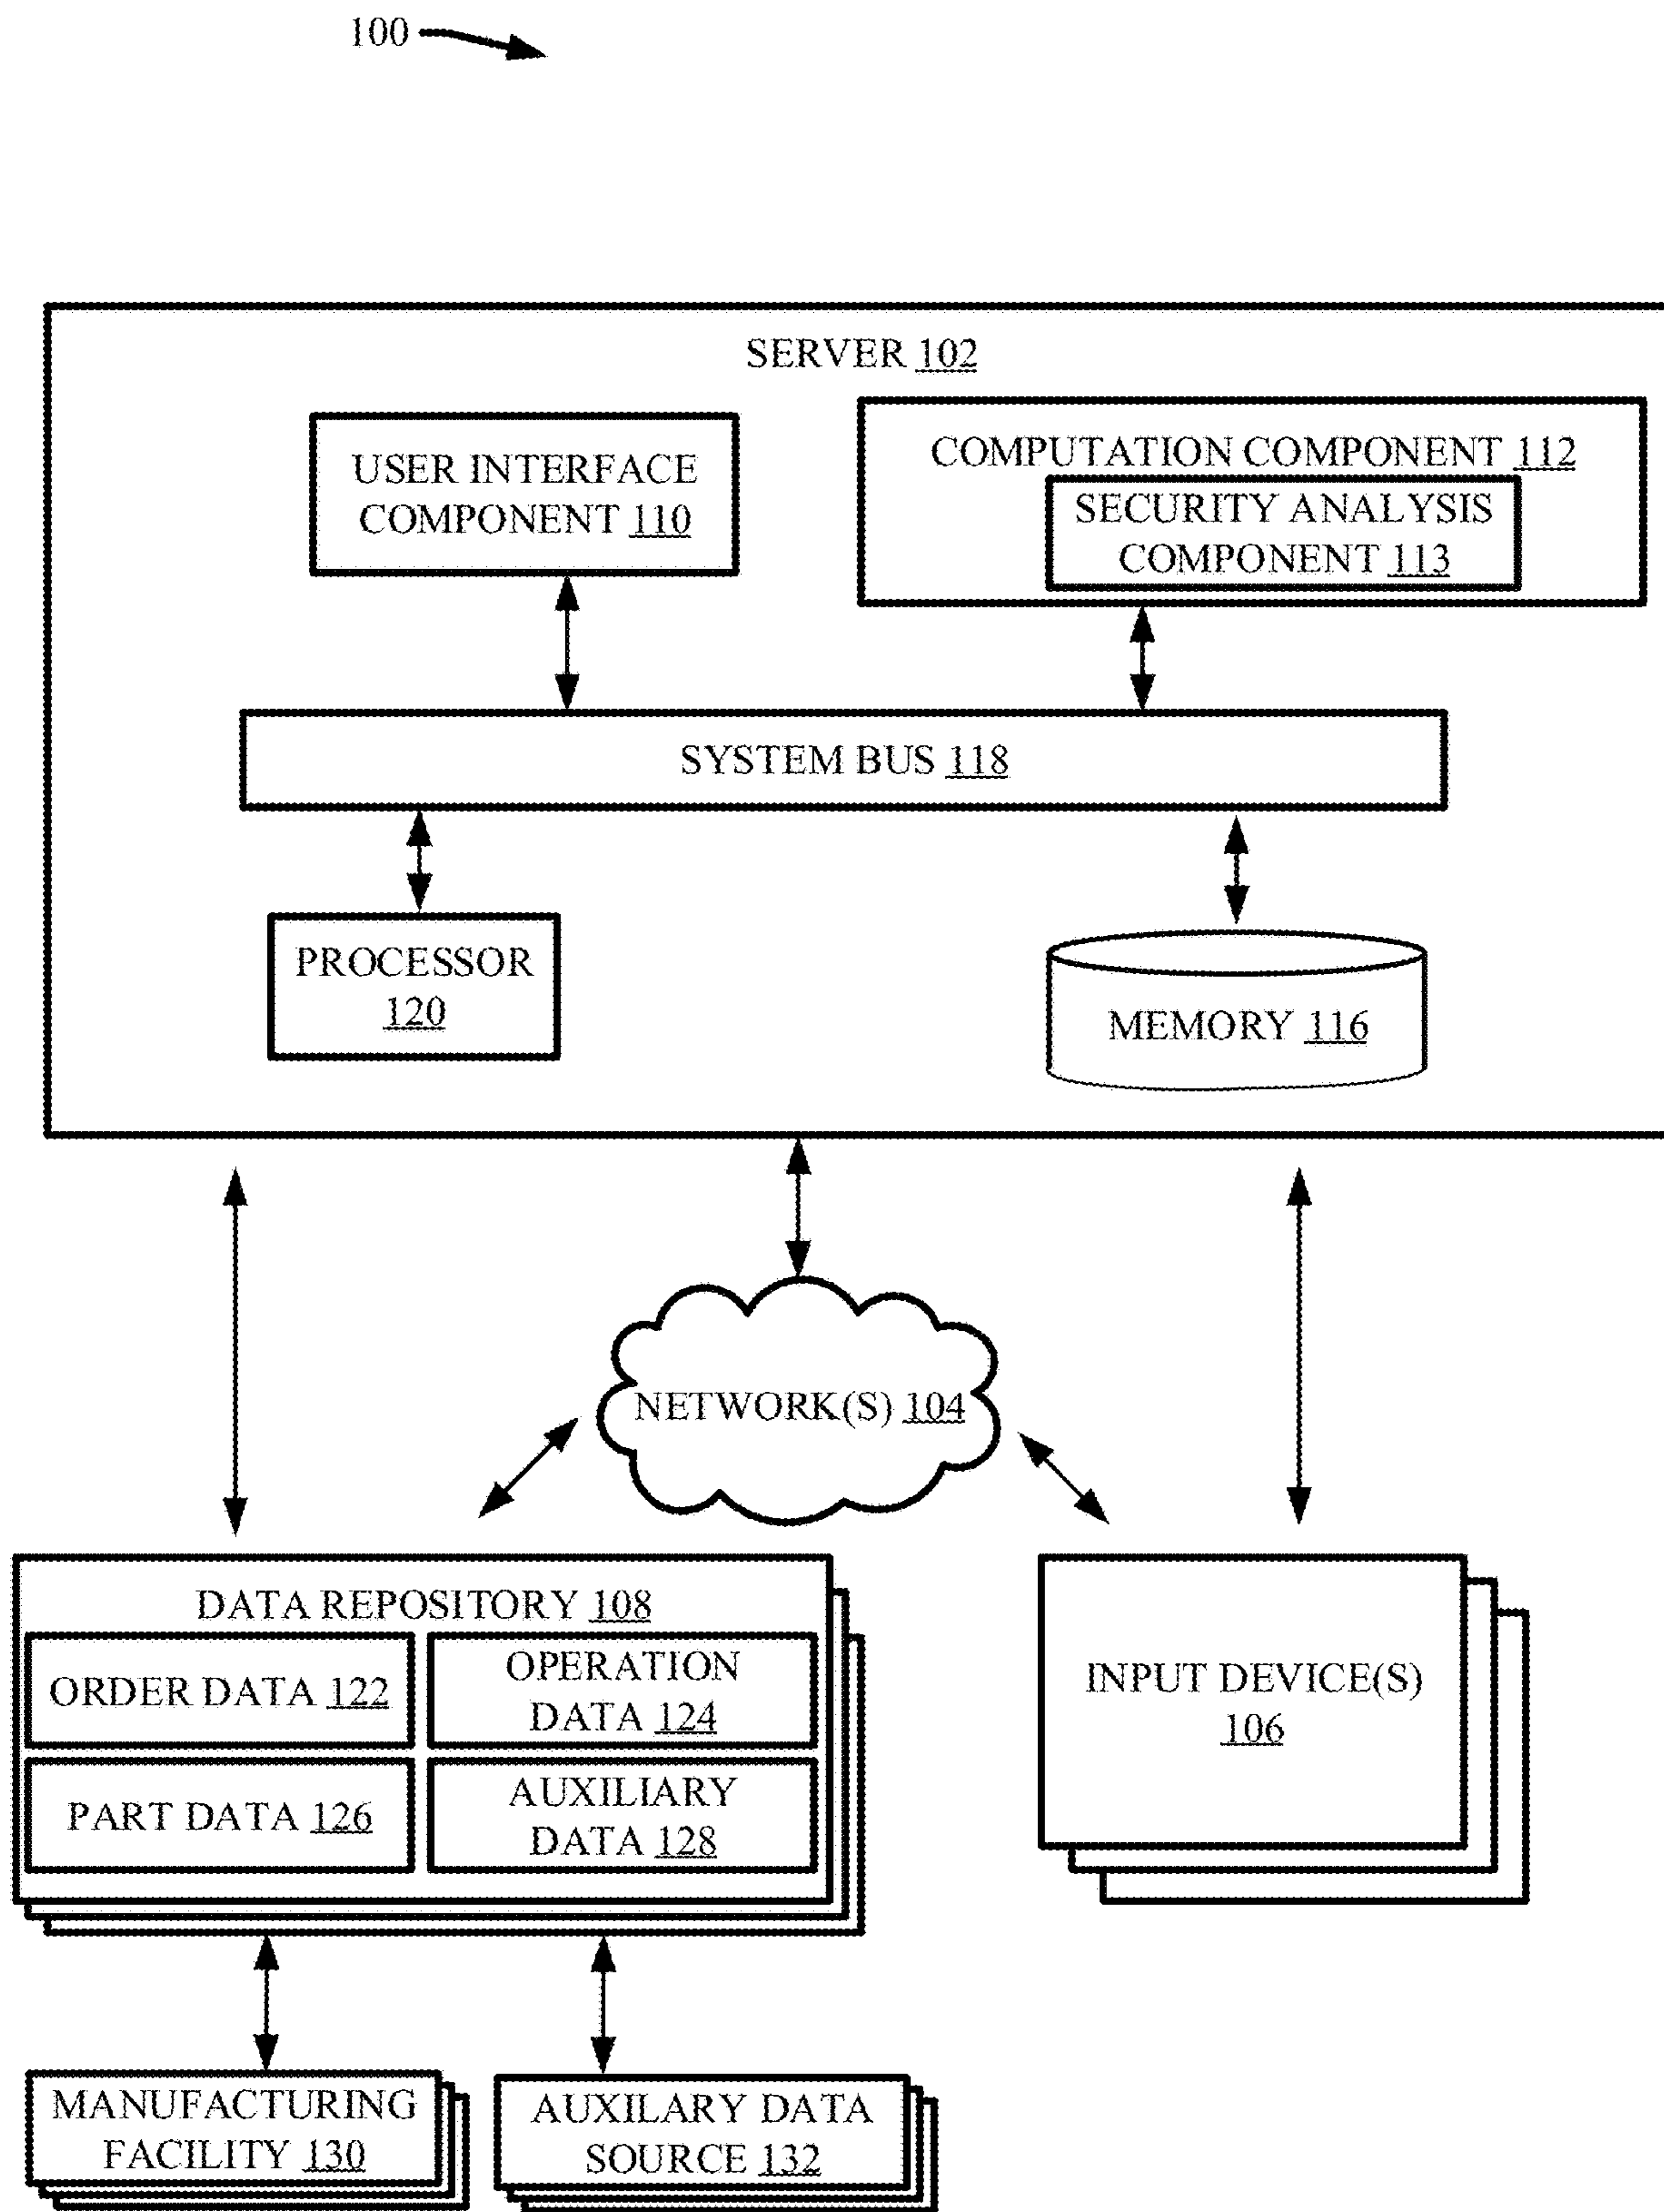 100
SERVER 102
USER INTERFACE
COMPONENT 110
COMPUTATION COMPONENT 112
SECURITY ANALYSIS
COMPONENT 113
SYSTEM BUS 118
PROCESSOR
120
MEMORY 116
NETWORK(S) 104
DATA REPOSITORY 108
ORDER DATA 122
OPERATION
DATA 124
PART DATA 126
AUXILIARY
DATA 128
INPUT DEVICE(S)
106
MANUFACTURING
FACILITY 130
AUXILARY DATA
SOURCE 132